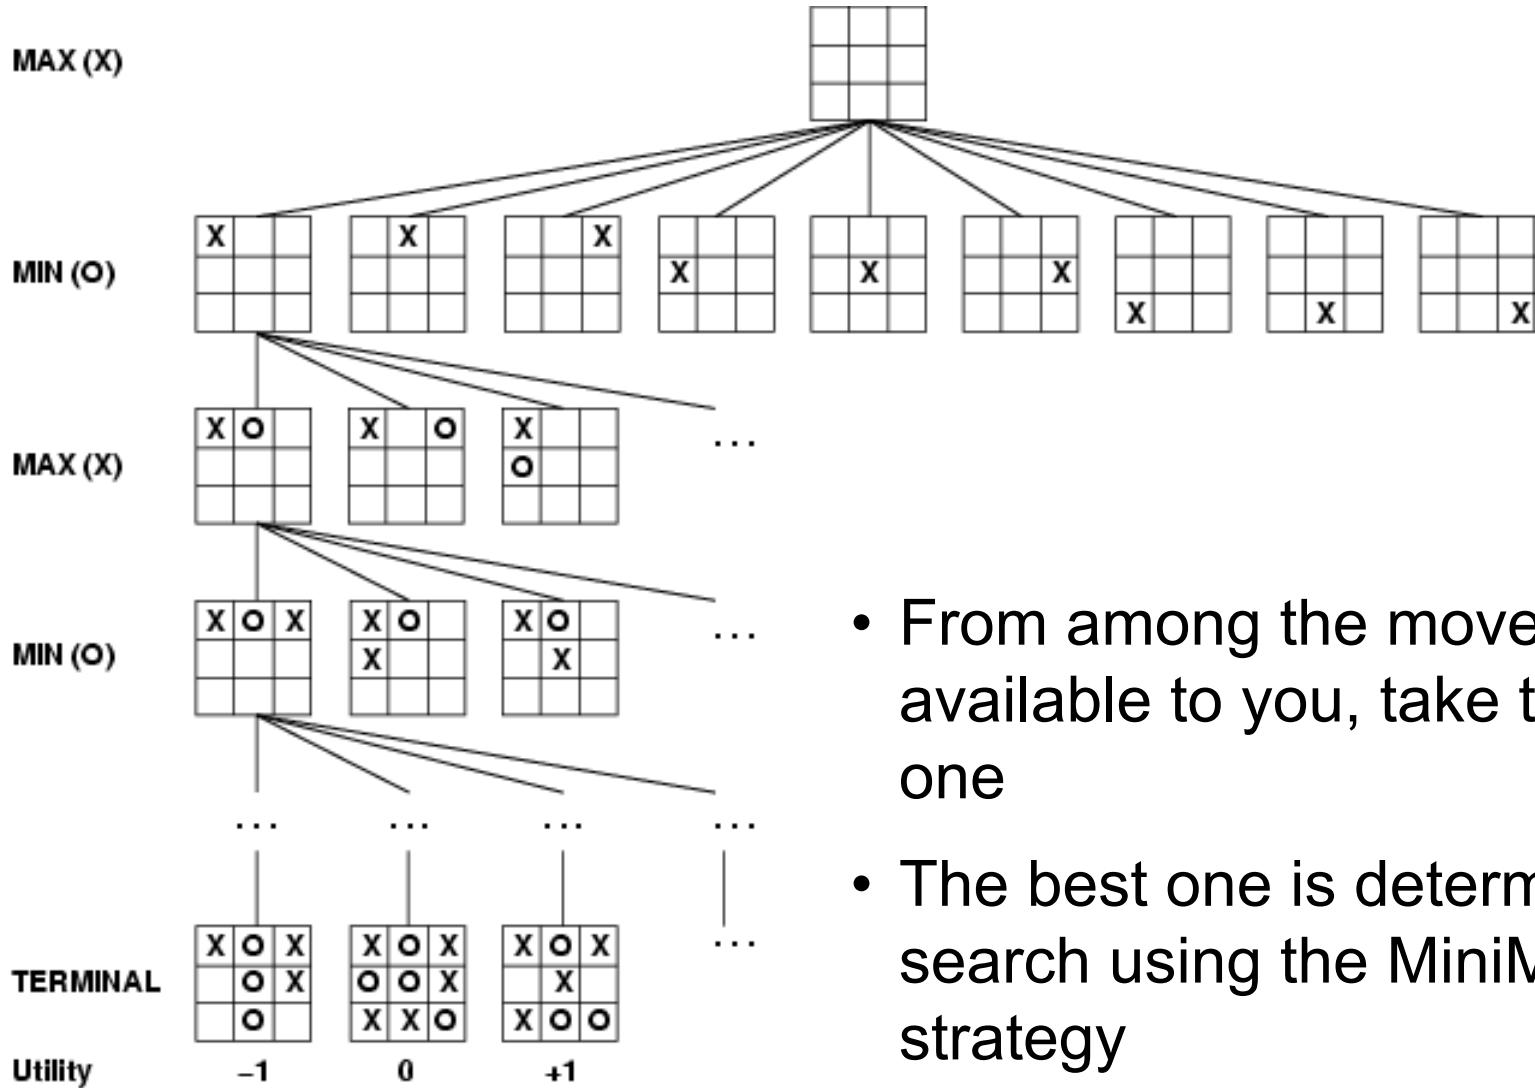 MAX (X)
X X X
MIN (O) X X X
X X X
X O X O X
MAX (X) O
...
X O X X O X O
MIN (O) X X
...
• From among the move
available to you, take t
one
... ... ... ...
• The best one is determ
X O X X O X X O X ...
search using the MiniM
TERMINAL O X O O X X
O X X O X O O
strategy
Utility –1 0 +1